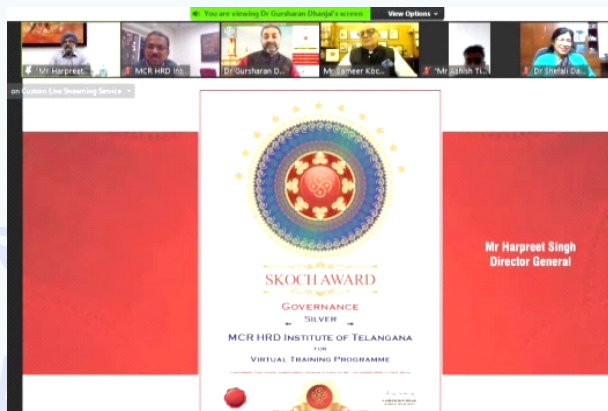 You are viewing Dr Gursharan Dhanjal's screen
View Options
"Mr Harpreet...
MCR HRD Ins...
Dr Gursharan D...
Mr Sameer Koc...
"Mr Ashish Ti...
Dr Shefali Da...
on Custom Live Streaming Service
SKOCH AWARD
GOVERNANCE
SILVER
MCR HRD INSTITUTE OF TELANGANA
FOR
VIRTUAL TRAINING PROGRAMME
Mr Harpreet Singh
Director General